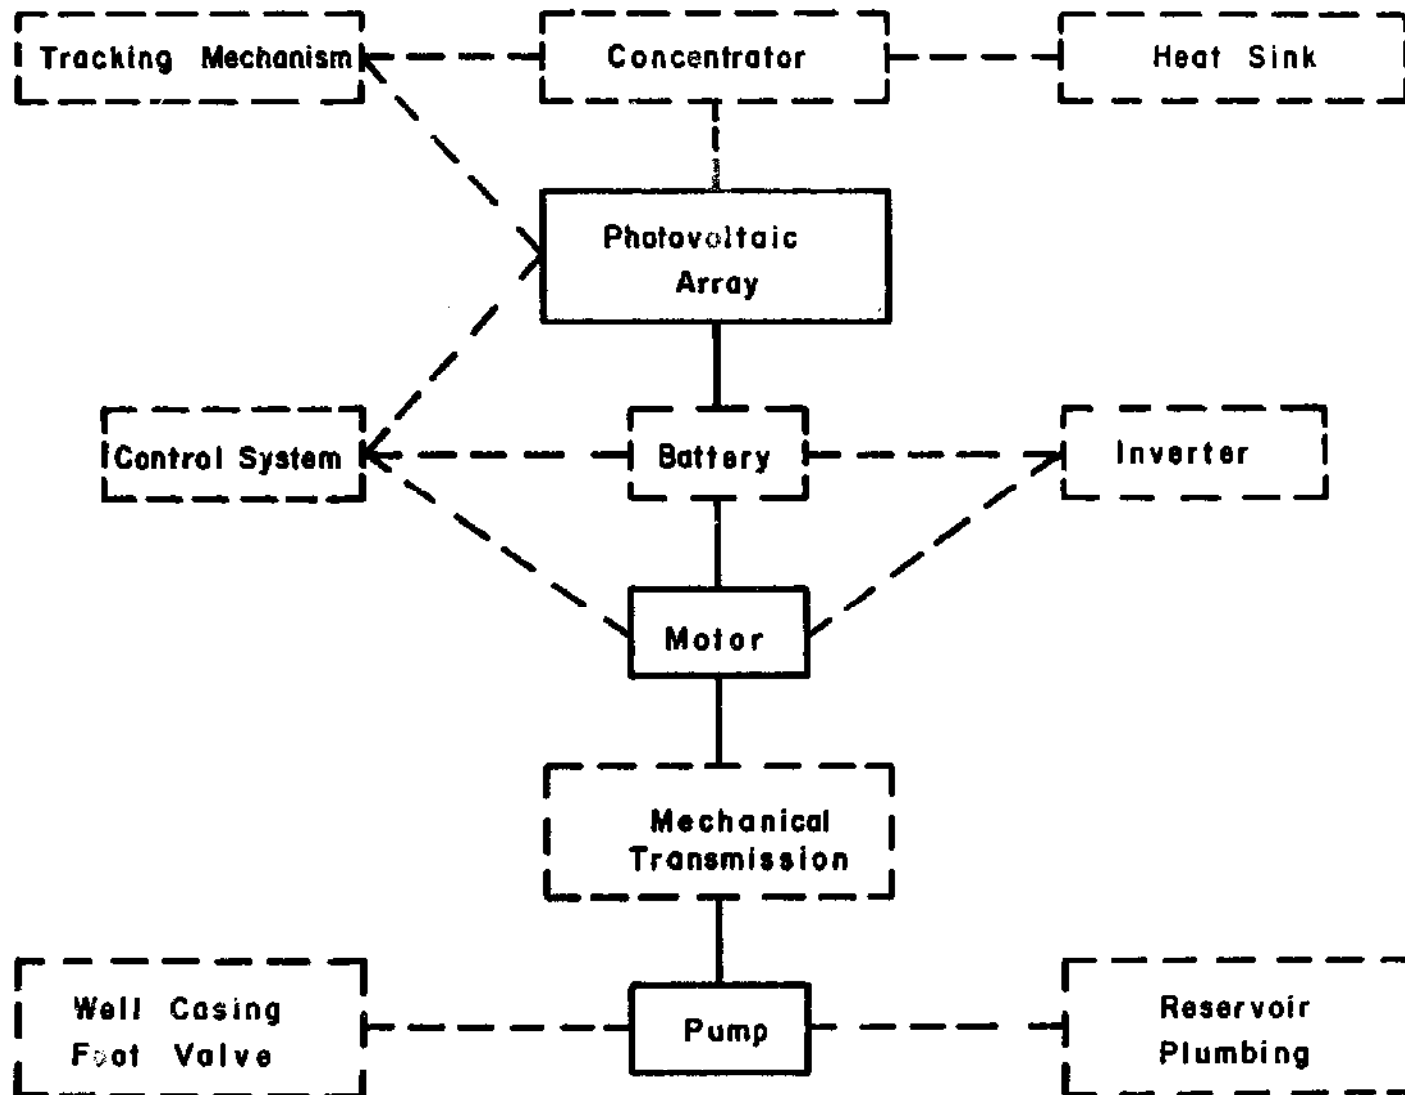 Tracking Mechanism
Concentrator
Heat Sink
Photovoltaic
Array
Control System
Battery
Inverter
Motor
Mechanical
Transmission
Well Casing
Foot Valve
Pump
Reservoir
Plumbing